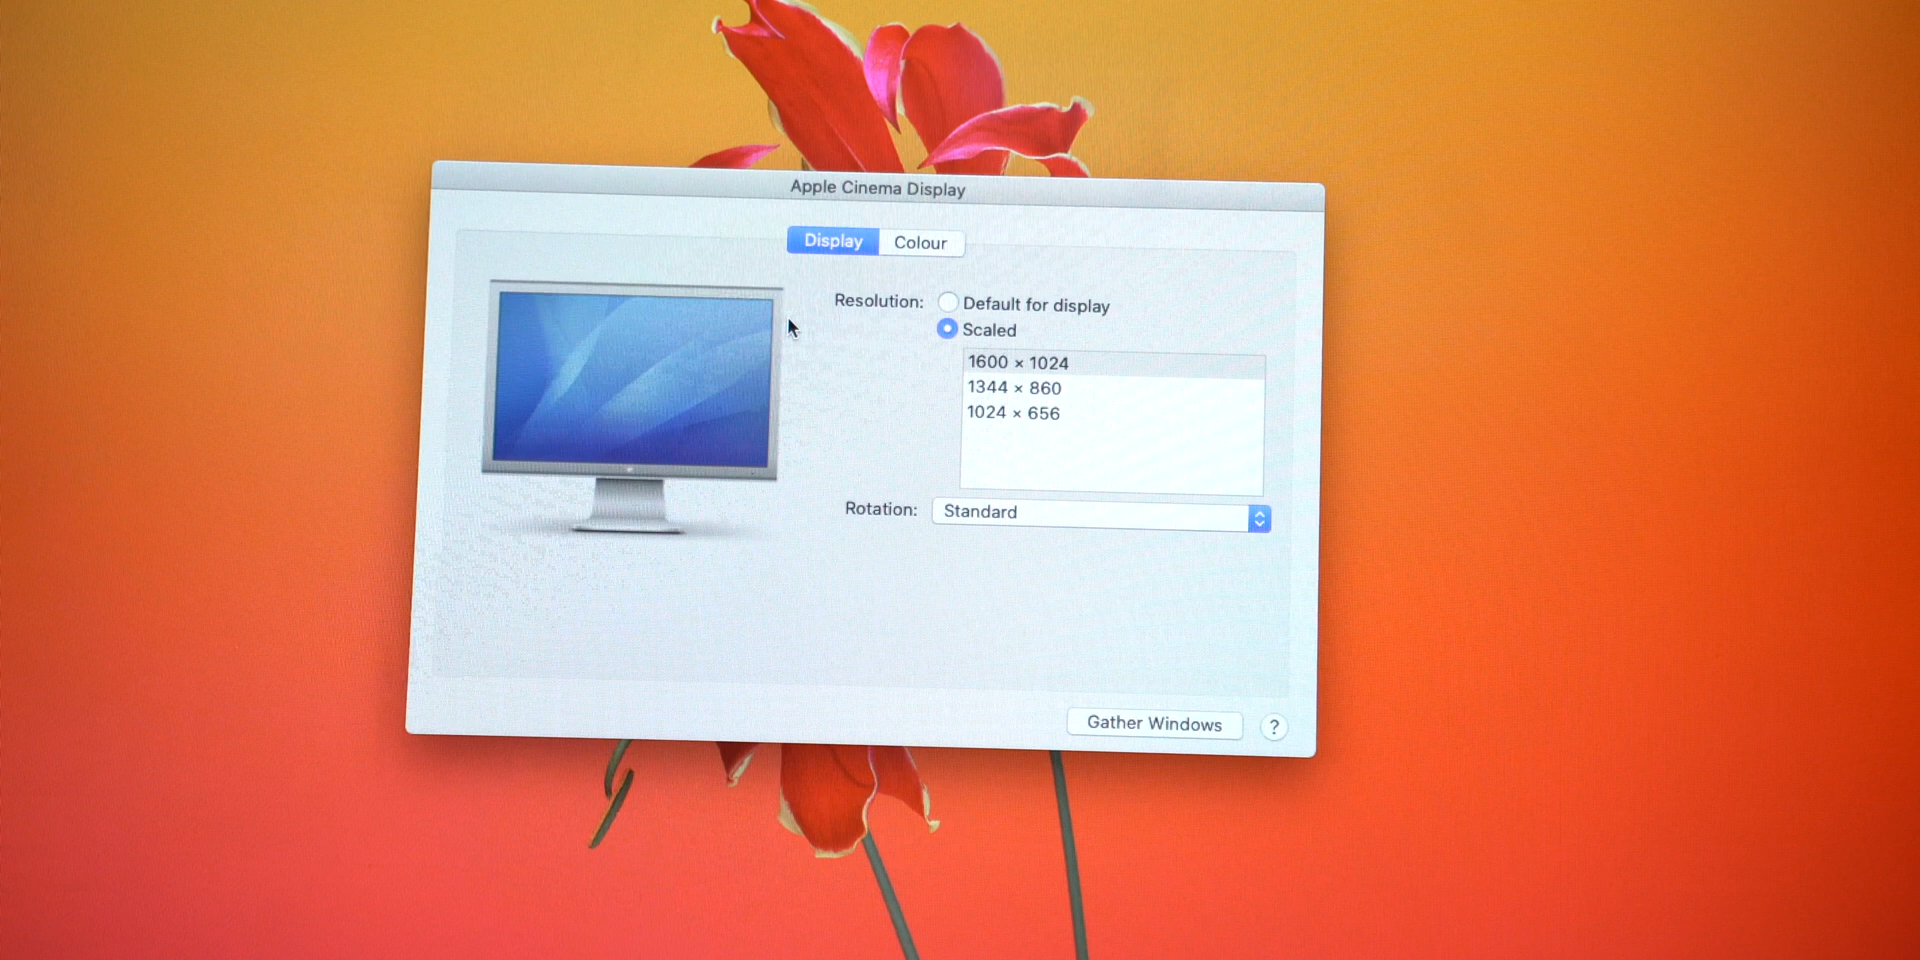 Apple Cinema Display
Display Colour
Resolution: Default for display
Scaled
1600 × 1024
1344 × 860
1024 × 656
Rotation: Standard
Gather Windows ?